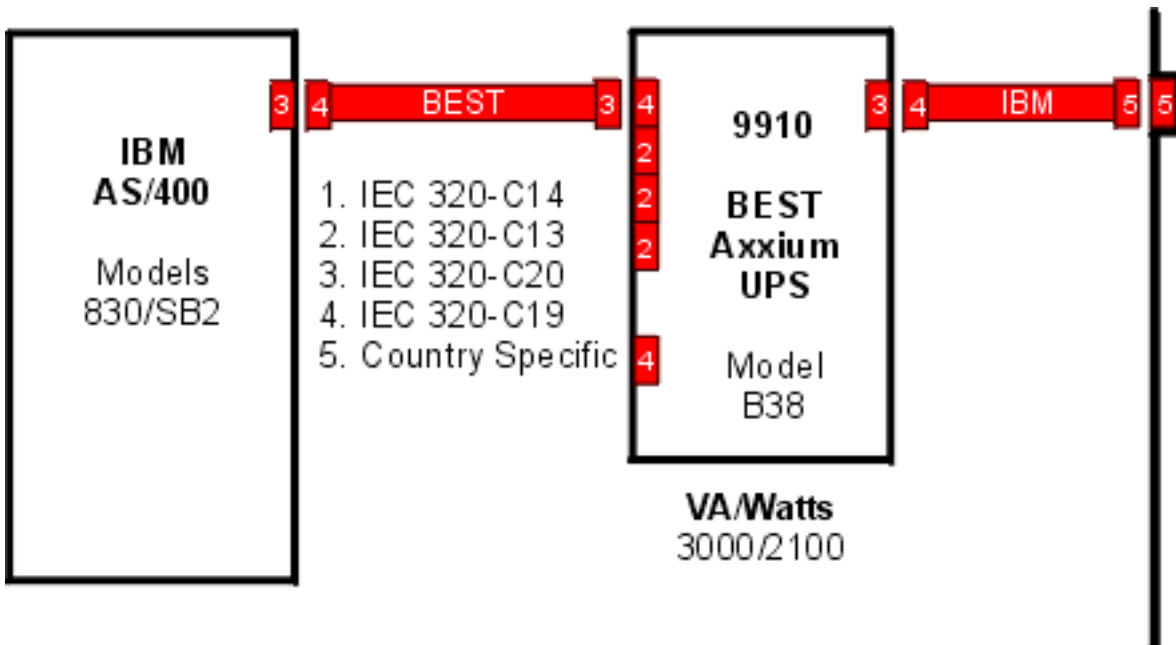 3
4 BEST 3
4
3
4 IBM 5
5
IBM
AS/400
Models
830/SB2
1. IEC 320-C14
2. IEC 320-C13
3. IEC 320-C20
4. IEC 320-C19
5. Country Specific
2
2
2
4
9910
BEST
Axxium
UPS
Model
B38
VA/Watts
3000/2100